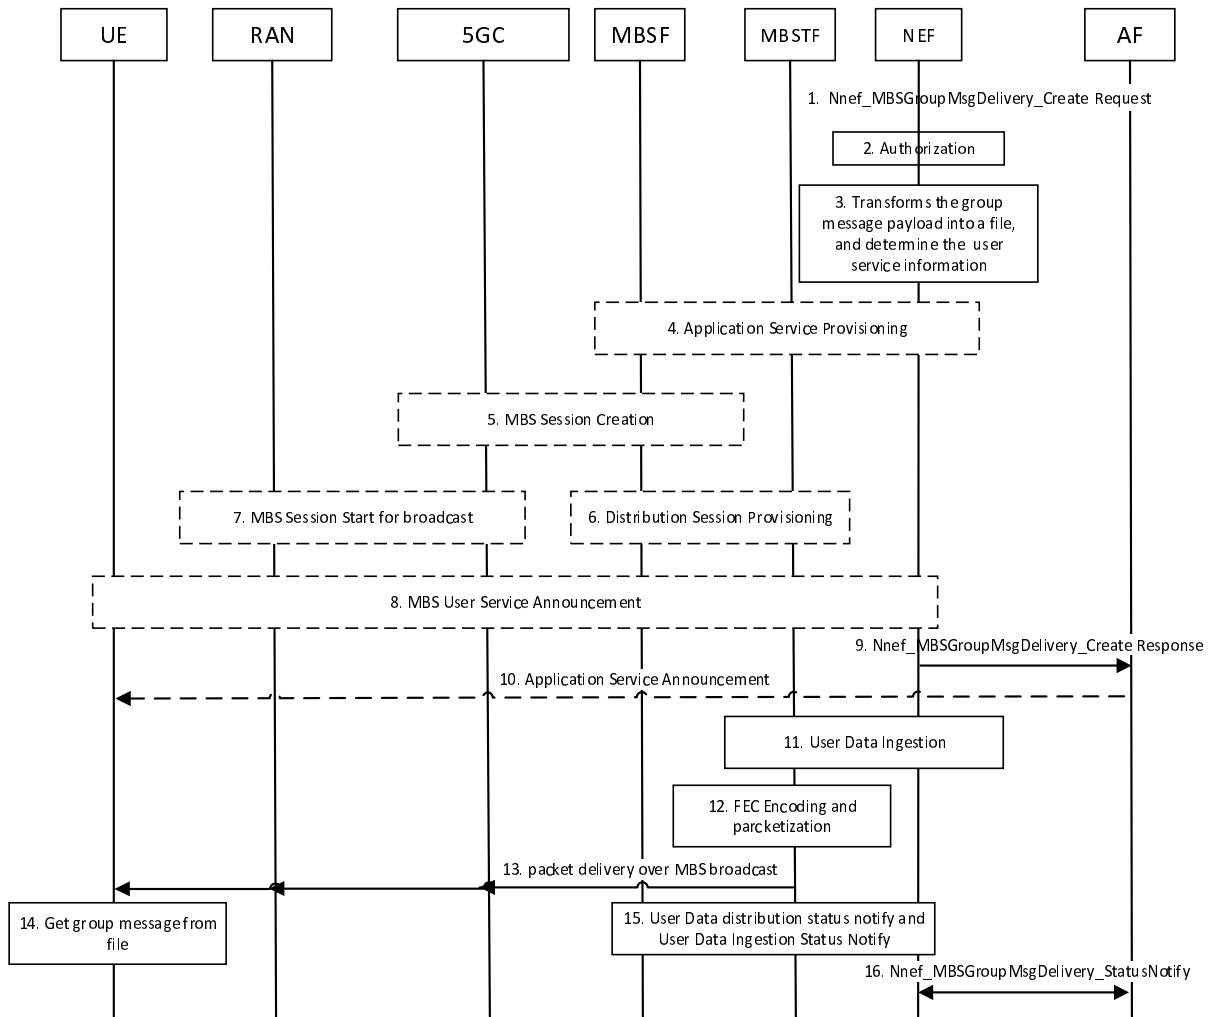 UE
RAN
5GC
MBSF
MBSTF
NEF
AF
1. Nnef_MBSGroupMsgDelivery_Create Request
2. Authorization
3. Transforms the group
message payload into a file,
and determine the user
service information
4. Application Service Provisioning
5. MBS Session Creation
7. MBS Session Start for broadcast
6. Distribution Session Provisioning
8. MBS User Service Announcement
9. Nnef_MBSGroupMsgDelivery_Create Response
10. Application Service Announcement
11. User Data Ingestion
12. FEC Encoding and
parcketization
13. packet delivery over MBS broadcast
14. Get group message from
file
15. User Data distribution status notify and
User Data Ingestion Status Notify
16. Nnef_MBSGroupMsgDelivery_StatusNotify